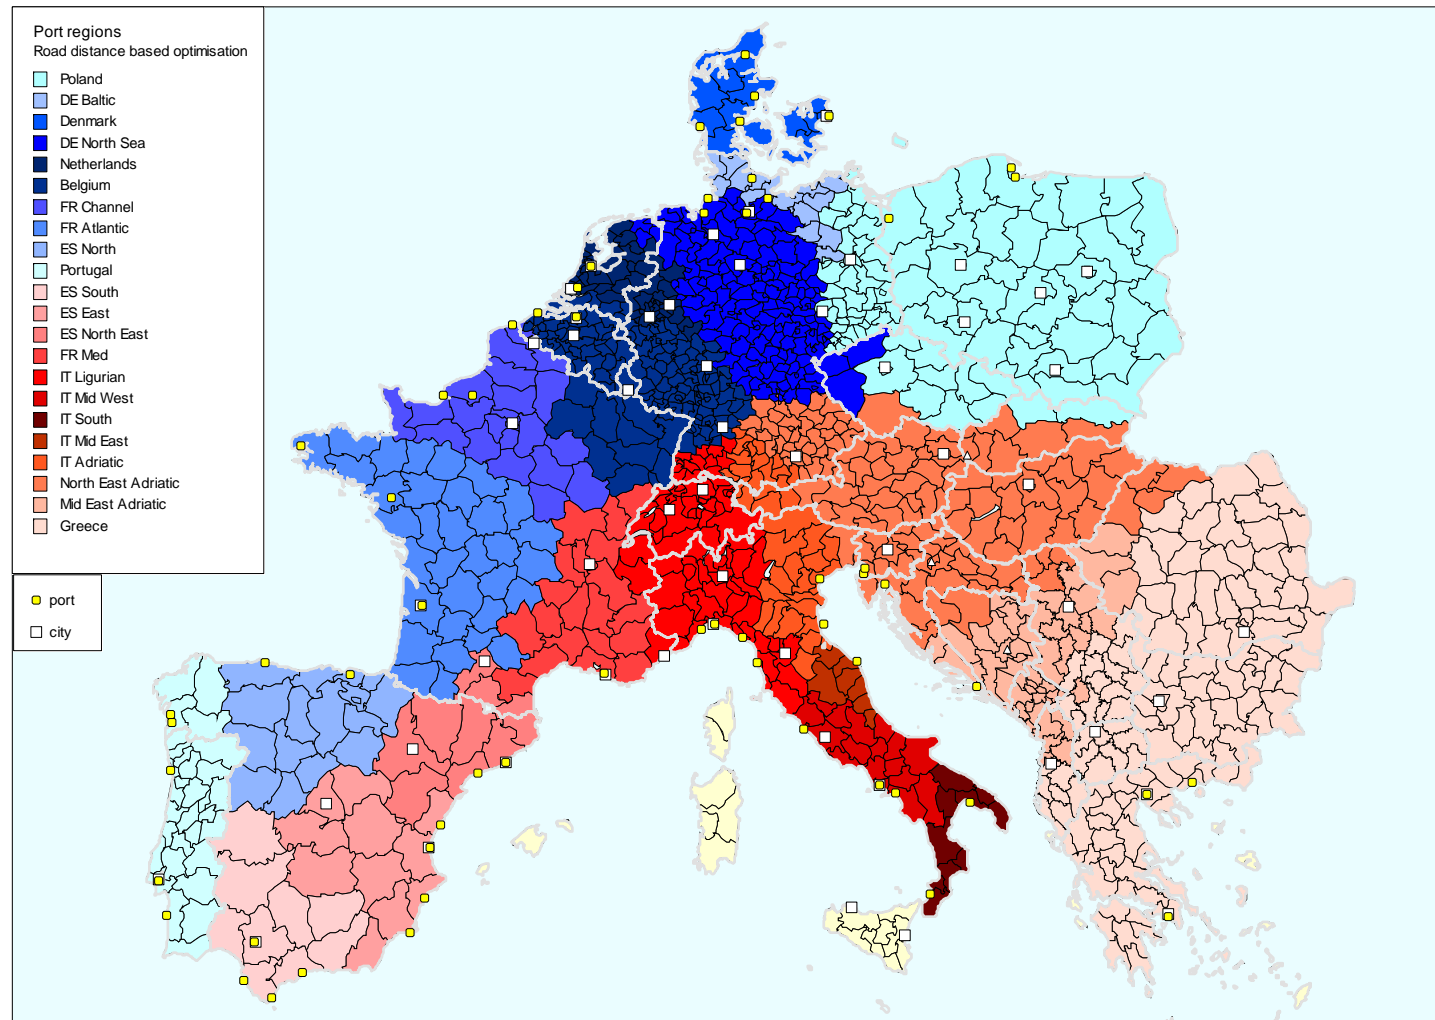 Port regions
Road distance based optimisation
Poland
DE Baltic
Denmark
DE North Sea
Netherlands
Belgium
FR Channel
FR Atlantic
ES North
Portugal
ES South
ES East
ES North East
FR Med
IT Ligurian
IT Mid West
IT South
IT Mid East
IT Adriatic
North East Adriatic
Mid East Adriatic
Greece
port
city